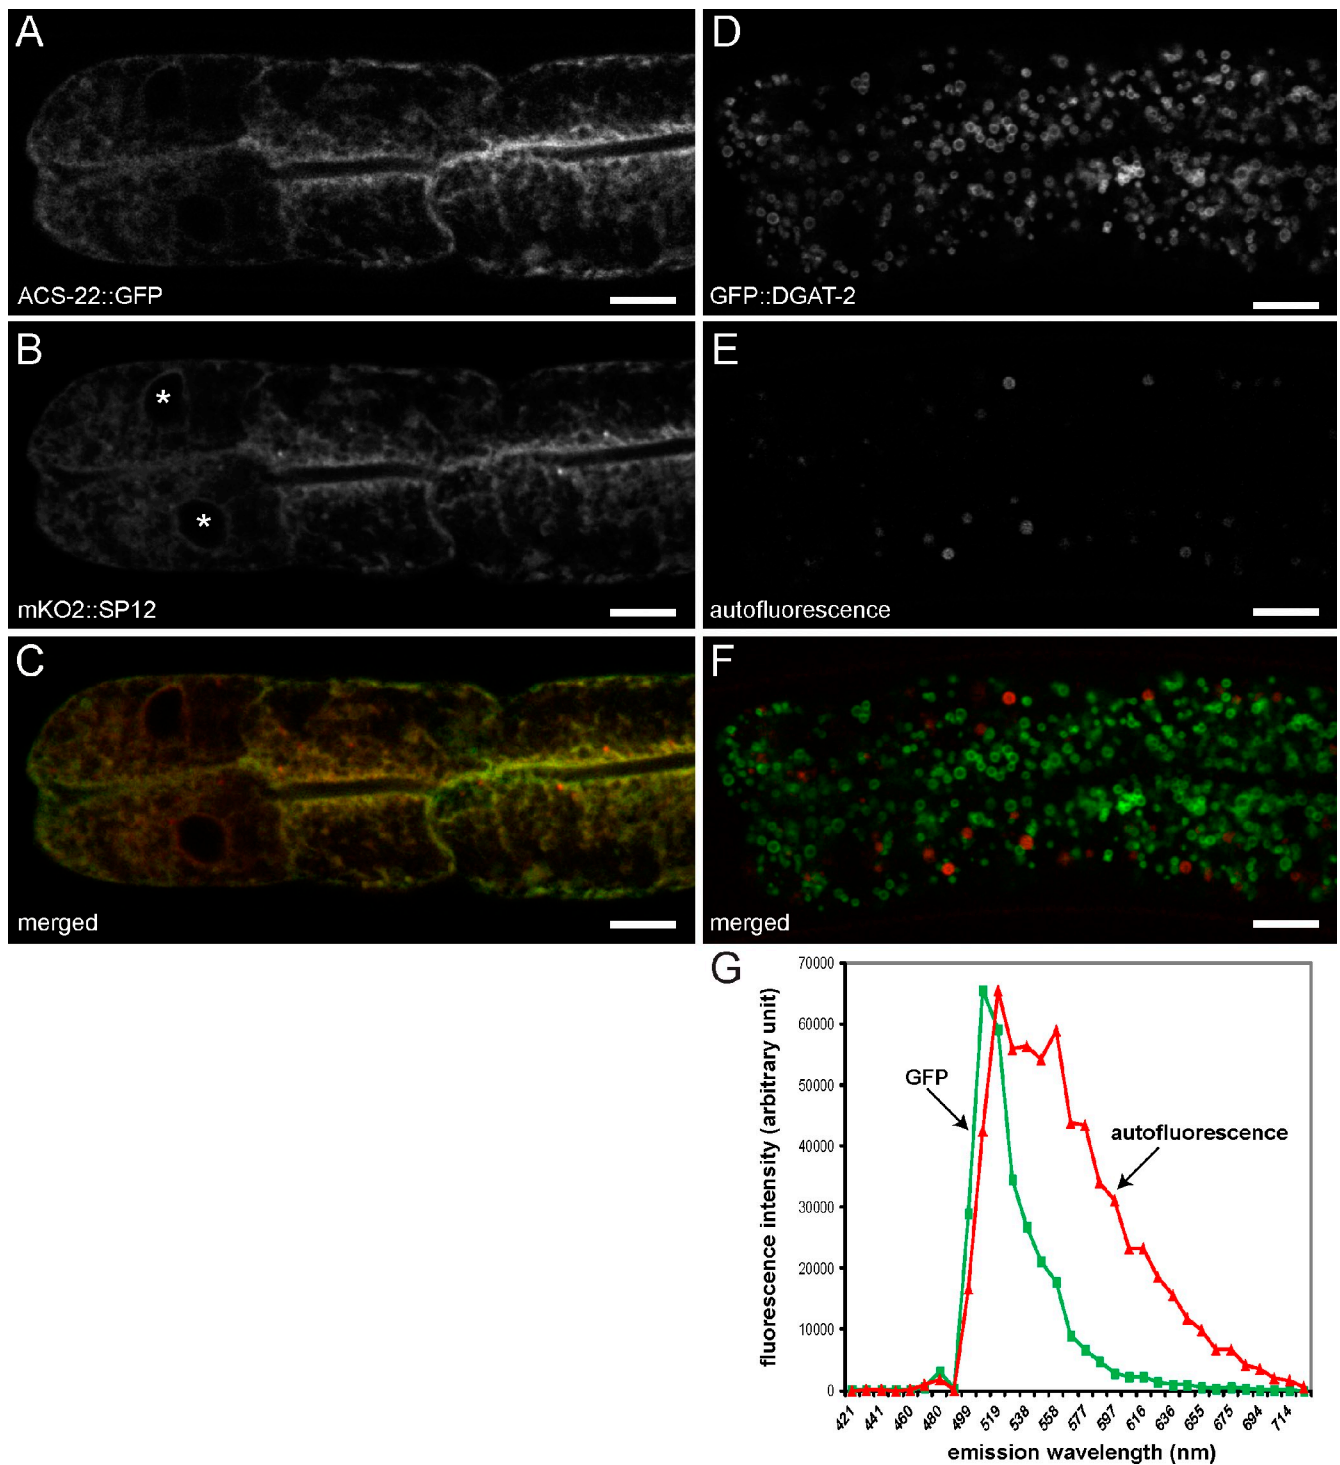 A
ACS-22::GFP
B
*
*
mKO2::SP12
C
merged
D
GFP::DGAT-2
E
autofluorescence
F
merged
G
fluorescence intensity (arbitrary unit)
70000
60000
50000
40000
30000
20000
10000
0
GFP
autofluorescence
421 441 460 480 499 519 538 558 577 597 616 636 655 675 694 714
emission wavelength (nm)